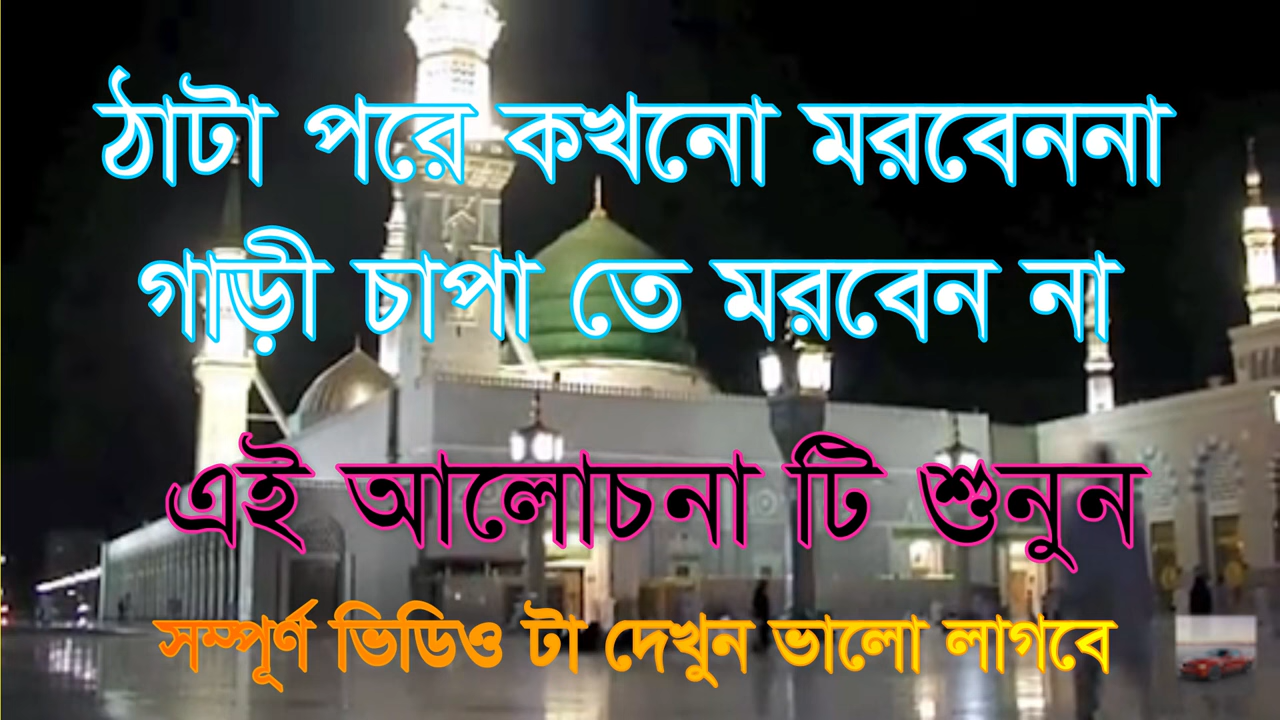 ঠাটা পরে কখনো মরবেননা
গাড়ী চাপা তে মরবেন না
এই আলোচনা টি শুনুন
সম্পূর্ণ ভিডিও টা দেখুন ভালো লাগবে